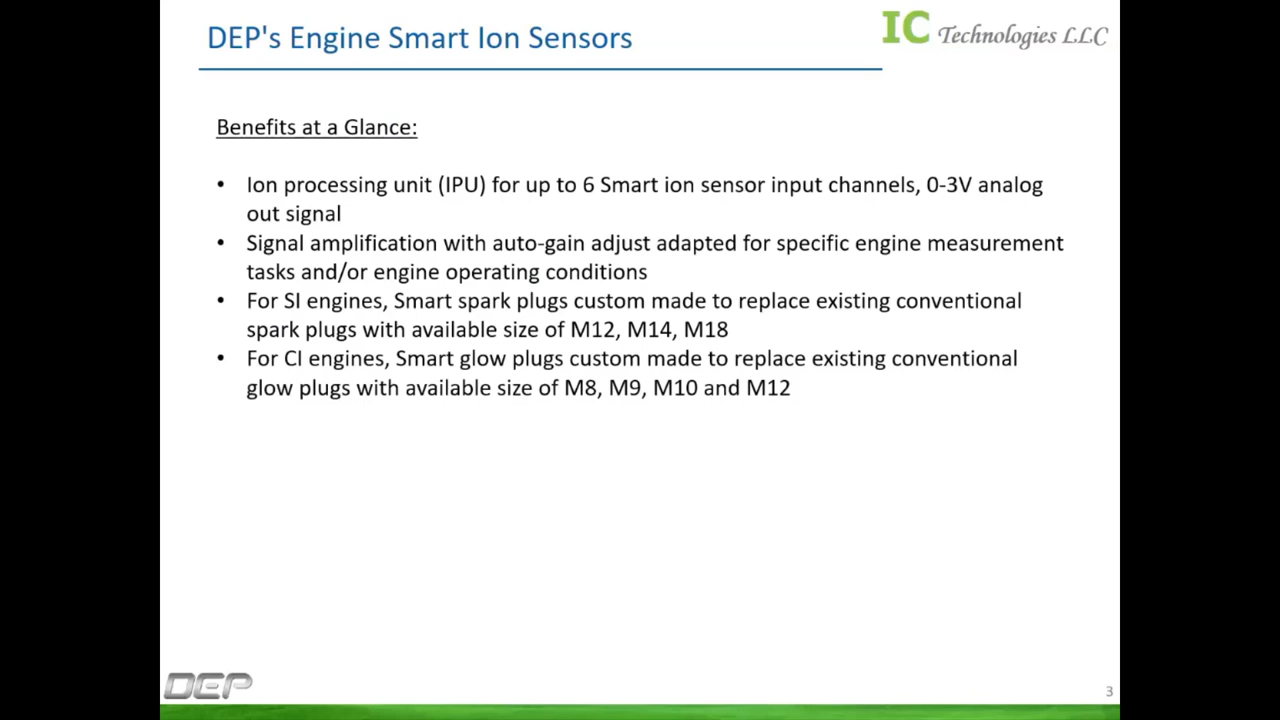 DEP's Engine Smart Ion Sensors
IC Technologies LLC
Benefits at a Glance:
• Ion processing unit (IPU) for up to 6 Smart ion sensor input channels, 0-3V analog
out signal
• Signal amplification with auto-gain adjust adapted for specific engine measurement
tasks and/or engine operating conditions
• For SI engines, Smart spark plugs custom made to replace existing conventional
spark plugs with available size of M12, M14, M18
• For CI engines, Smart glow plugs custom made to replace existing conventional
glow plugs with available size of M8, M9, M10 and M12
DEP
3